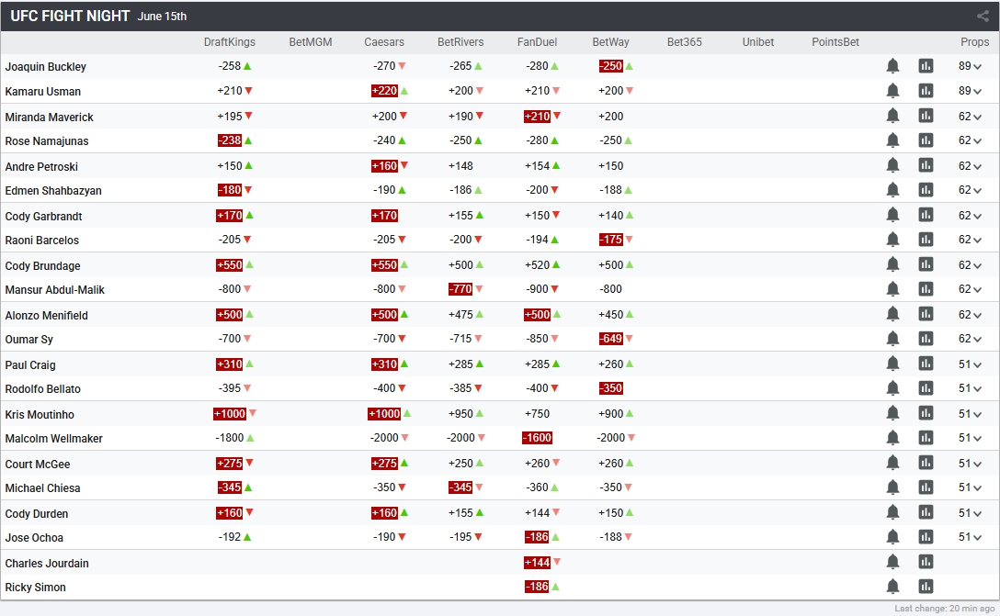 UFC FIGHT NIGHT June 15th
DraftKings BetMGM Caesars BetRivers FanDuel BetWay Bet365 Unibet PointsBet Props
Joaquin Buckley -258▲ -270▼ -265▲ -280▲ -250▲ 89
Kamaru Usman +210▼ +220▲ +200▼ +210▼ +200▼ 89
Miranda Maverick +195▼ +200▼ +190▼ +210▼ +200 62
Rose Namajunas -238▲ -240▲ -250▲ -280▲ -250▲ 62
Andre Petroski +150▲ +160▼ +148 +154▲ +150 62
Edmen Shahbazyan -180▼ -190▲ -186▲ -200▼ -188▲ 62
Cody Garbrandt +170▲ +170 +155▲ +150▼ +140▲ 62
Raoni Barcelos -205▼ -205▼ -200▼ -194▲ -175▼ 62
Cody Brundage +550▲ +550▲ +500▲ +520▲ +500▲ 62
Mansur Abdul-Malik -800▼ -800▼ -770▼ -900▼ -800 62
Alonzo Menifield +500▲ +500▲ +475▲ +500▲ +450▲ 62
Oumar Sy -700▼ -700▼ -715▼ -850▼ -649▼ 62
Paul Craig +310▲ +310▲ +285▲ +285▲ +260▲ 51
Rodolfo Bellato -395▼ -400▼ -385▼ -400▼ -350 51
Kris Moutinho +1000▼ +1000▲ +950▲ +750 +900▲ 51
Malcolm Wellmaker -1800▲ -2000▼ -2000▼ -1600 -2000▼ 51
Court McGee +275▼ +275▲ +250▲ +260▼ +260▲ 51
Michael Chiesa -345▲ -350▼ -345▼ -360▲ -350▼ 51
Cody Durden +160▼ +160▲ +155▲ +144▼ +150▲ 51
Jose Ochoa -192▲ -190▼ -195▼ -186▲ -188▼ 51
Charles Jourdain +144▼
Ricky Simon -186▲
Last change: 20 min ago